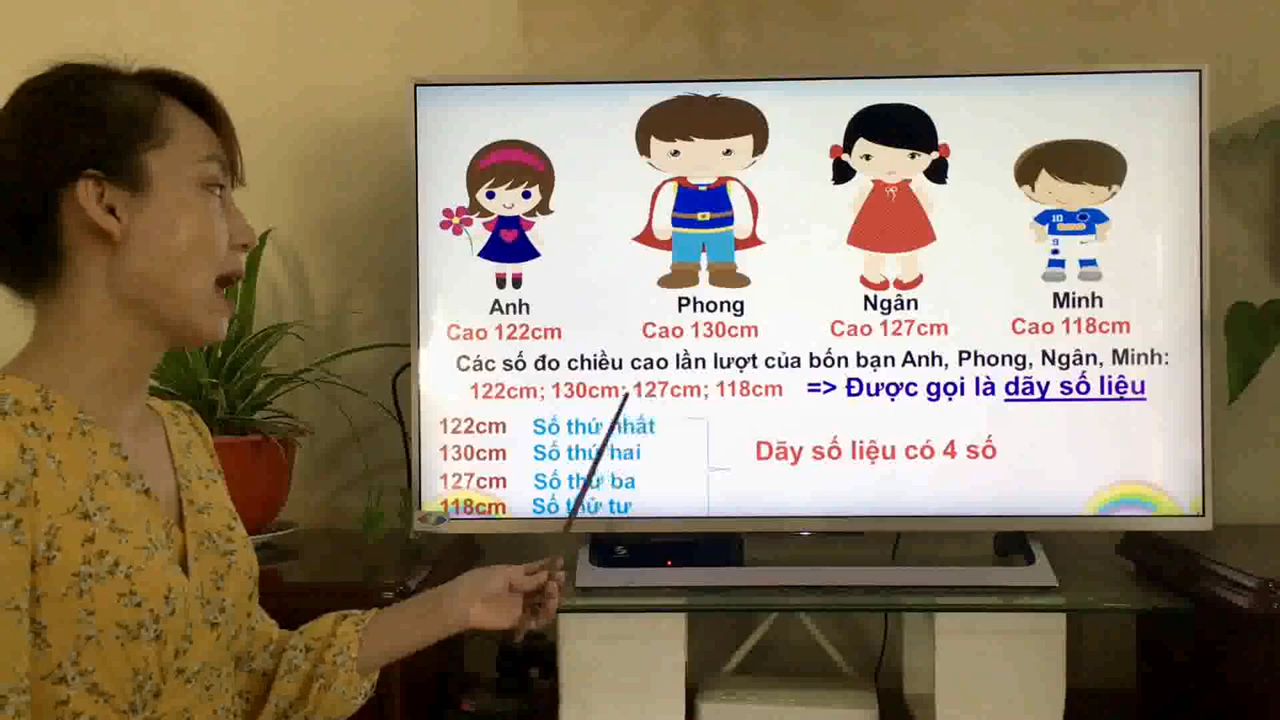 Anh Phong Ngân Minh
Cao 122cm Cao 130cm Cao 127cm Cao 118cm
Các số đo chiều cao lần lượt của bốn bạn Anh, Phong, Ngân, Minh:
122cm; 130cm; 127cm; 118cm => Được gọi là dãy số liệu
122cm Số thứ nhất
130cm Số thứ hai
127cm Số thứ ba
118cm Số thứ tư
Dãy số liệu có 4 số
10
9